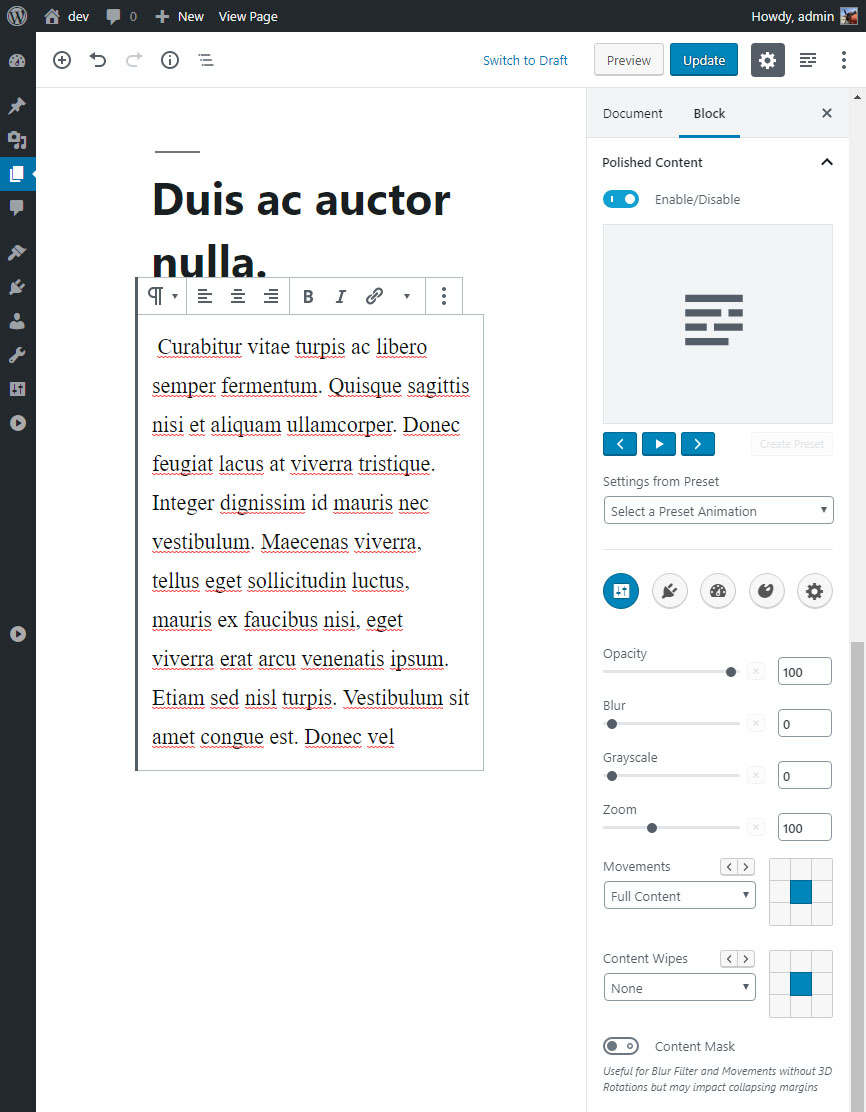 dev 0 New View Page Howdy, admin
Switch to Draft Preview Update
Document Block
Polished Content
Enable/Disable
Duis ac auctor
nulla.
B I
Curabitur vitae turpis ac libero
semper fermentum. Quisque sagittis
nisi et aliquam ullamcorper. Donec
feugiat lacus at viverra tristique.
Integer dignissim id mauris nec
vestibulum. Maecenas viverra,
tellus eget sollicitudin luctus,
mauris ex faucibus nisi, eget
viverra erat arcu venenatis ipsum.
Etiam sed nisl turpis. Vestibulum sit
amet congue est. Donec vel
Create Preset
Settings from Preset
Select a Preset Animation
Opacity
100
Blur
0
Grayscale
0
Zoom
100
Movements
Full Content
Content Wipes
None
Content Mask
Useful for Blur Filter and Movements without 3D
Rotations but may impact collapsing margins